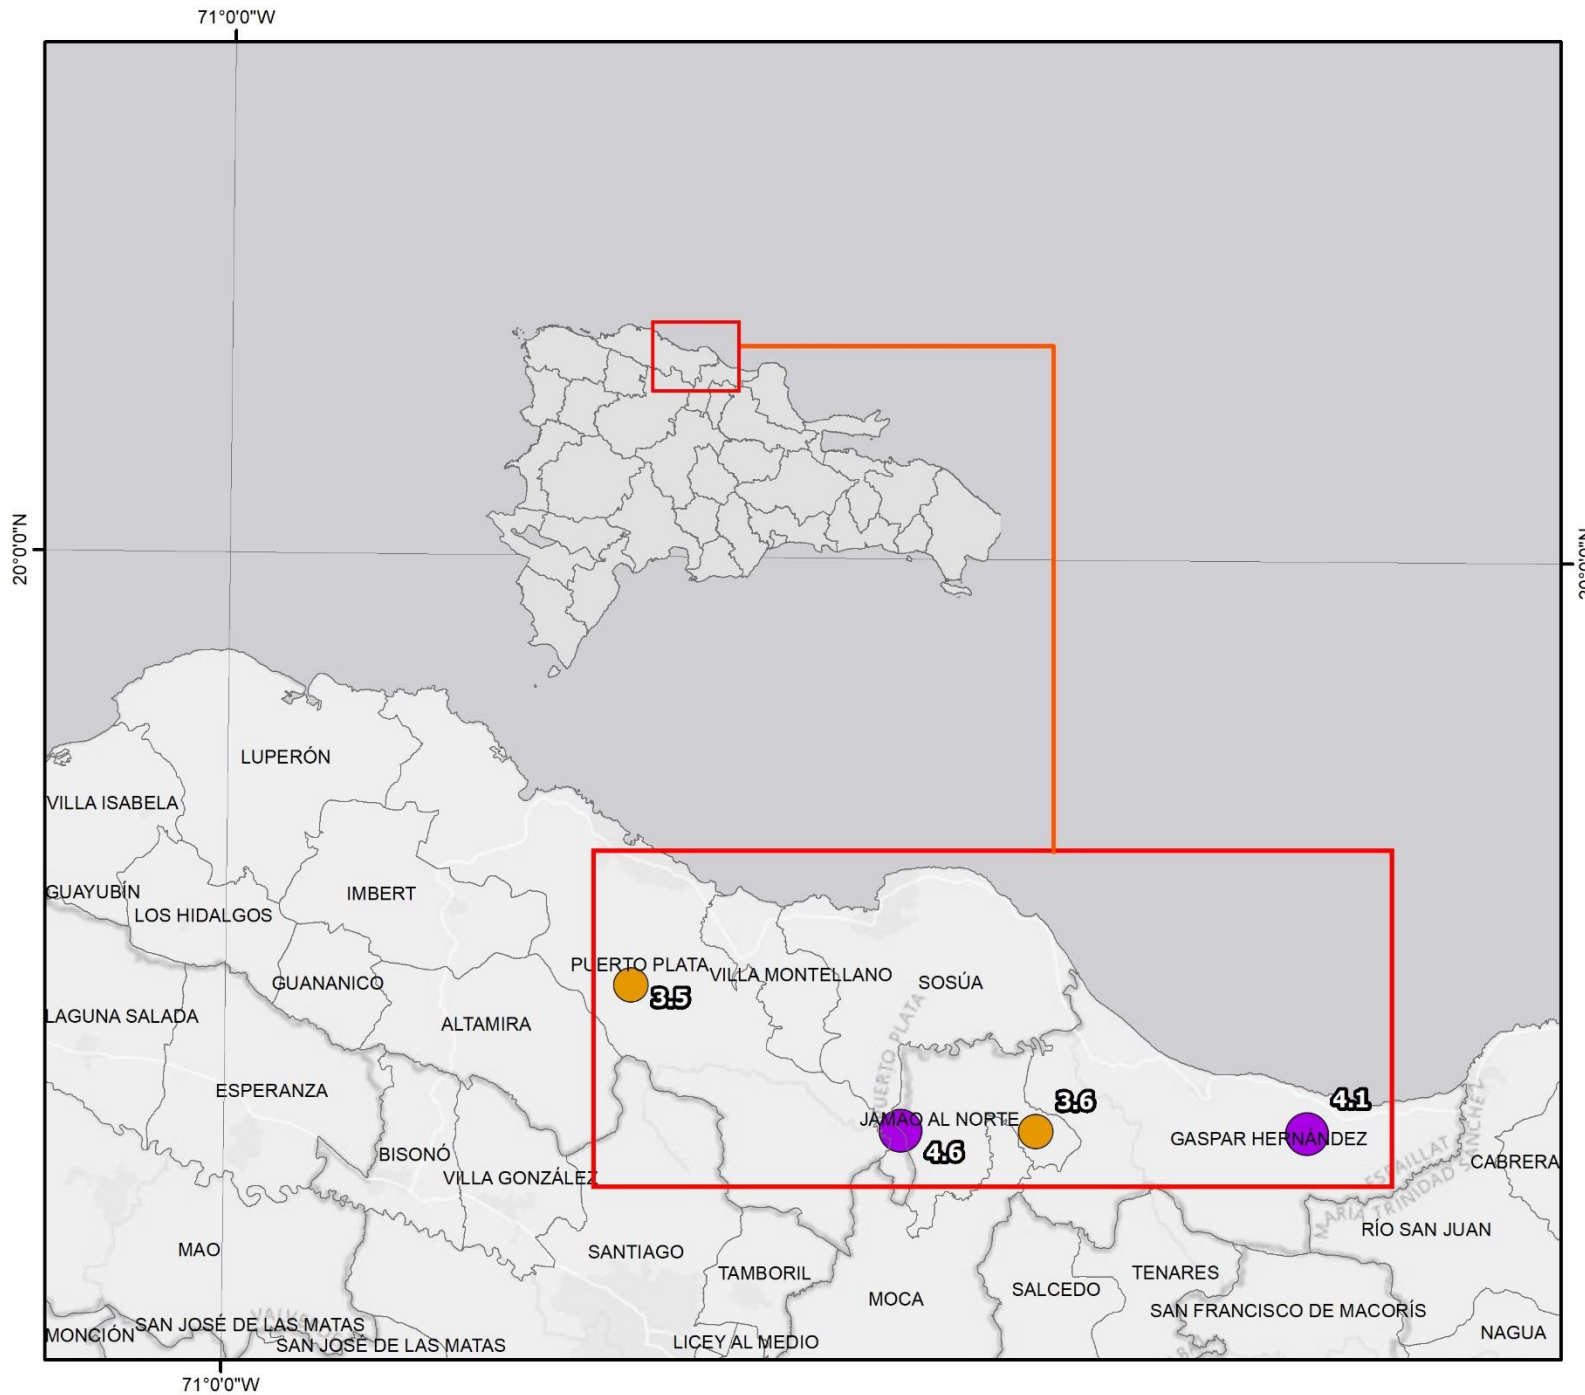 71°0'0"W
20°0'0"N
20°0'0"N
LUPERÓN
VILLA ISABELA
GUAYUBÍN
LOS HIDALGOS
IMBERT
PUERTO PLATA
VILLA MONTELLANO
SOSÚA
GUANANICO
3.5
LAGUNA SALADA
ALTAMIRA
PUERTO PLATA
ESPERANZA
3.6
4.1
JAMAO AL NORTE
4.6
GASPAR HERNÁNDEZ
BISONÓ
VILLA GONZÁLEZ
ESPAILLAT
MARÍA TRINIDAD SÁNCHEZ
CABRERA
RÍO SAN JUAN
MAO
SANTIAGO
TAMBORIL
TENARES
SALCEDO
MOCA
SAN FRANCISCO DE MACORÍS
MONCIÓN
SAN JOSÉ DE LAS MATAS
SAN JOSÉ DE LAS MATAS
LICEY AL MEDIO
NAGUA
71°0'0"W